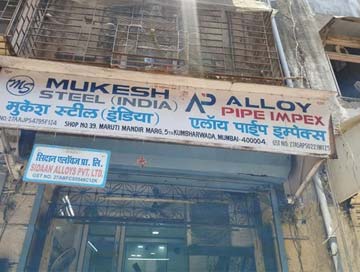 MS MUKESH
STEEL (INDIA)
मुकेश स्टील (इंडिया)
AP ALLOY
PIPE IMPEX
एलॉय पाईप इम्पेक्स
SHOP NO.39, MARUTI MANDIR MARG, 5TH KUMBHARWADA, MUMBAI-400004.
सिदान एलॉयस प्रा. लि.
SIDAAN ALLOYS PVT. LTD.